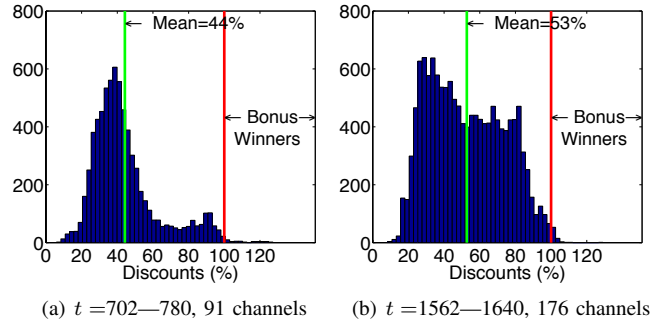 800
600
400
200
0
0 20 40 60 80 100 120
Mean=44%
Bonus
Winners
Discounts (%)
(a) t =702—780, 91 channels
800
600
400
200
0
0 20 40 60 80 100 120
Mean=53%
Bonus
Winners
Discounts (%)
(b) t =1562—1640, 176 channels